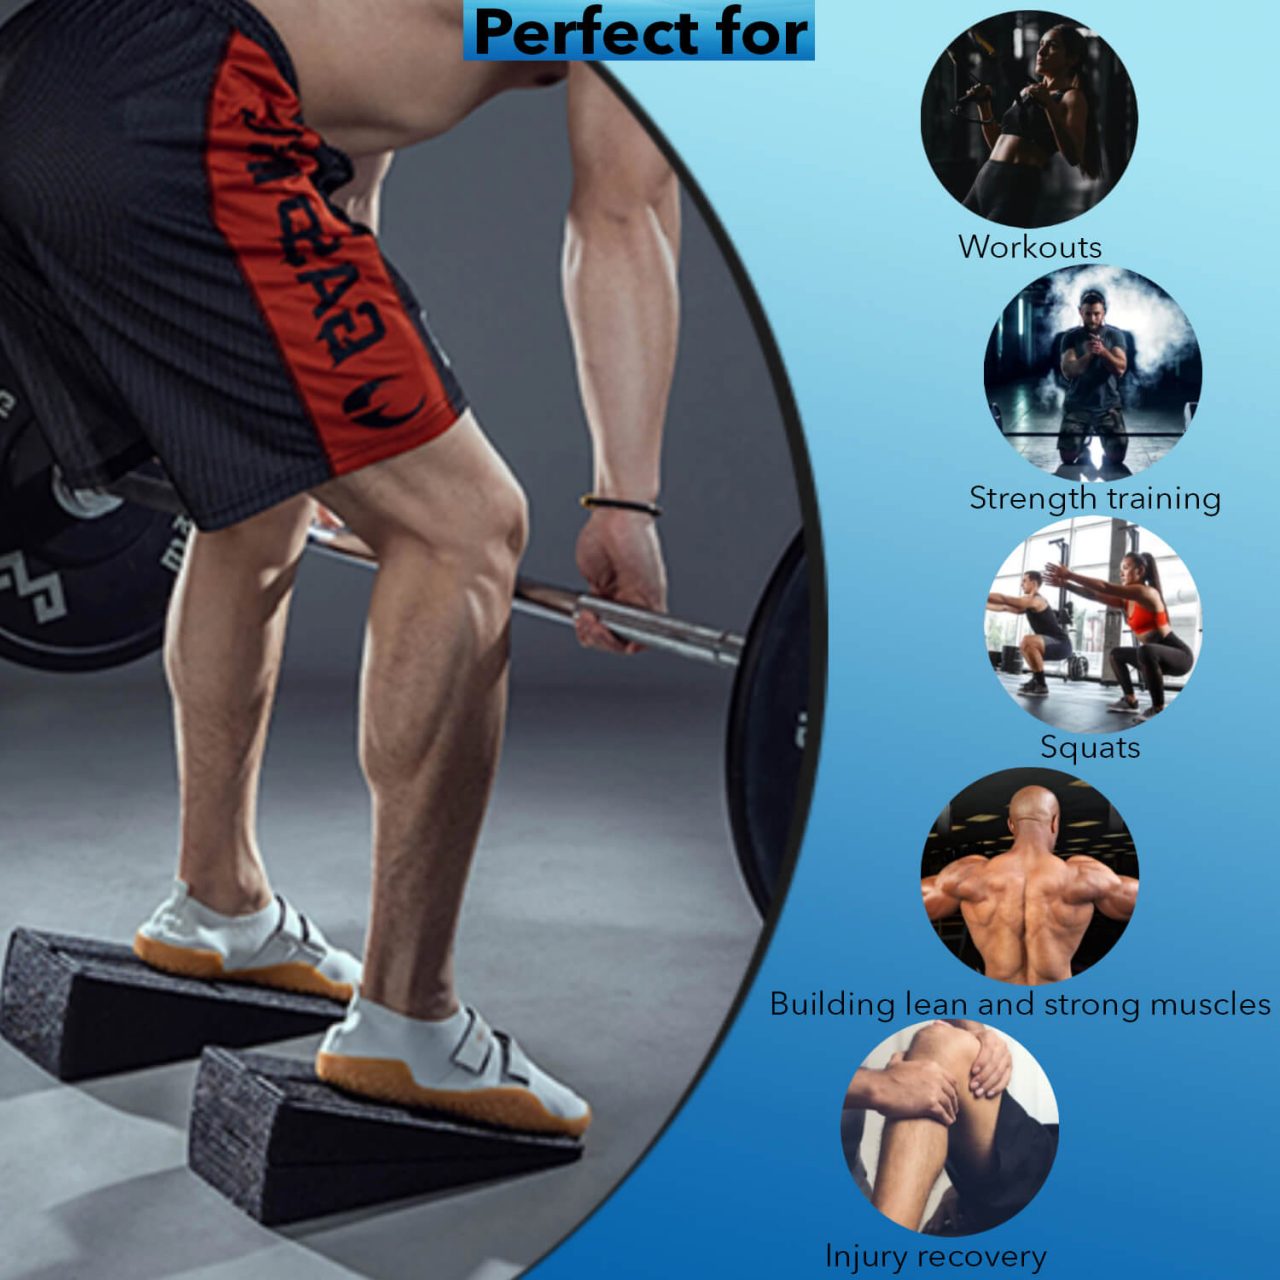 Perfect for
Workouts
Strength training
Squats
Building lean and strong muscles
Injury recovery